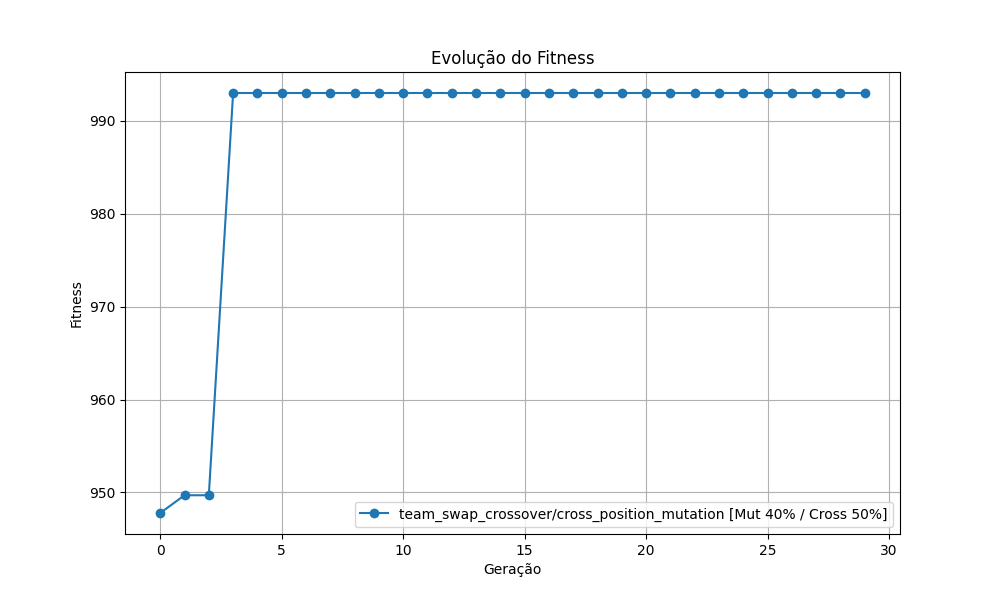 Evolução do Fitness
Fitness
990
980
970
960
950
team_swap_crossover/cross_position_mutation [Mut 40% / Cross 50%]
0 5 10 15 20 25 30
Geração